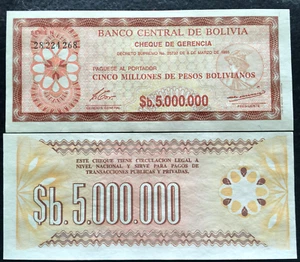 BANCO CENTRAL DE BOLIVIA
28224268
CHEQUE DE GERENCIA
PAGUESE AL PORTADOR
CINCO MILLONES DE PESOS BOLIVIANOS
$b.5.000.000
ESTE CHEQUE TIENE CIRCULACION LEGAL A
NIVEL NACIONAL Y SIRVE PARA PAGOS DE
TRANSACCIONES PUBLICAS Y PRIVADAS.
$b.5.000.000